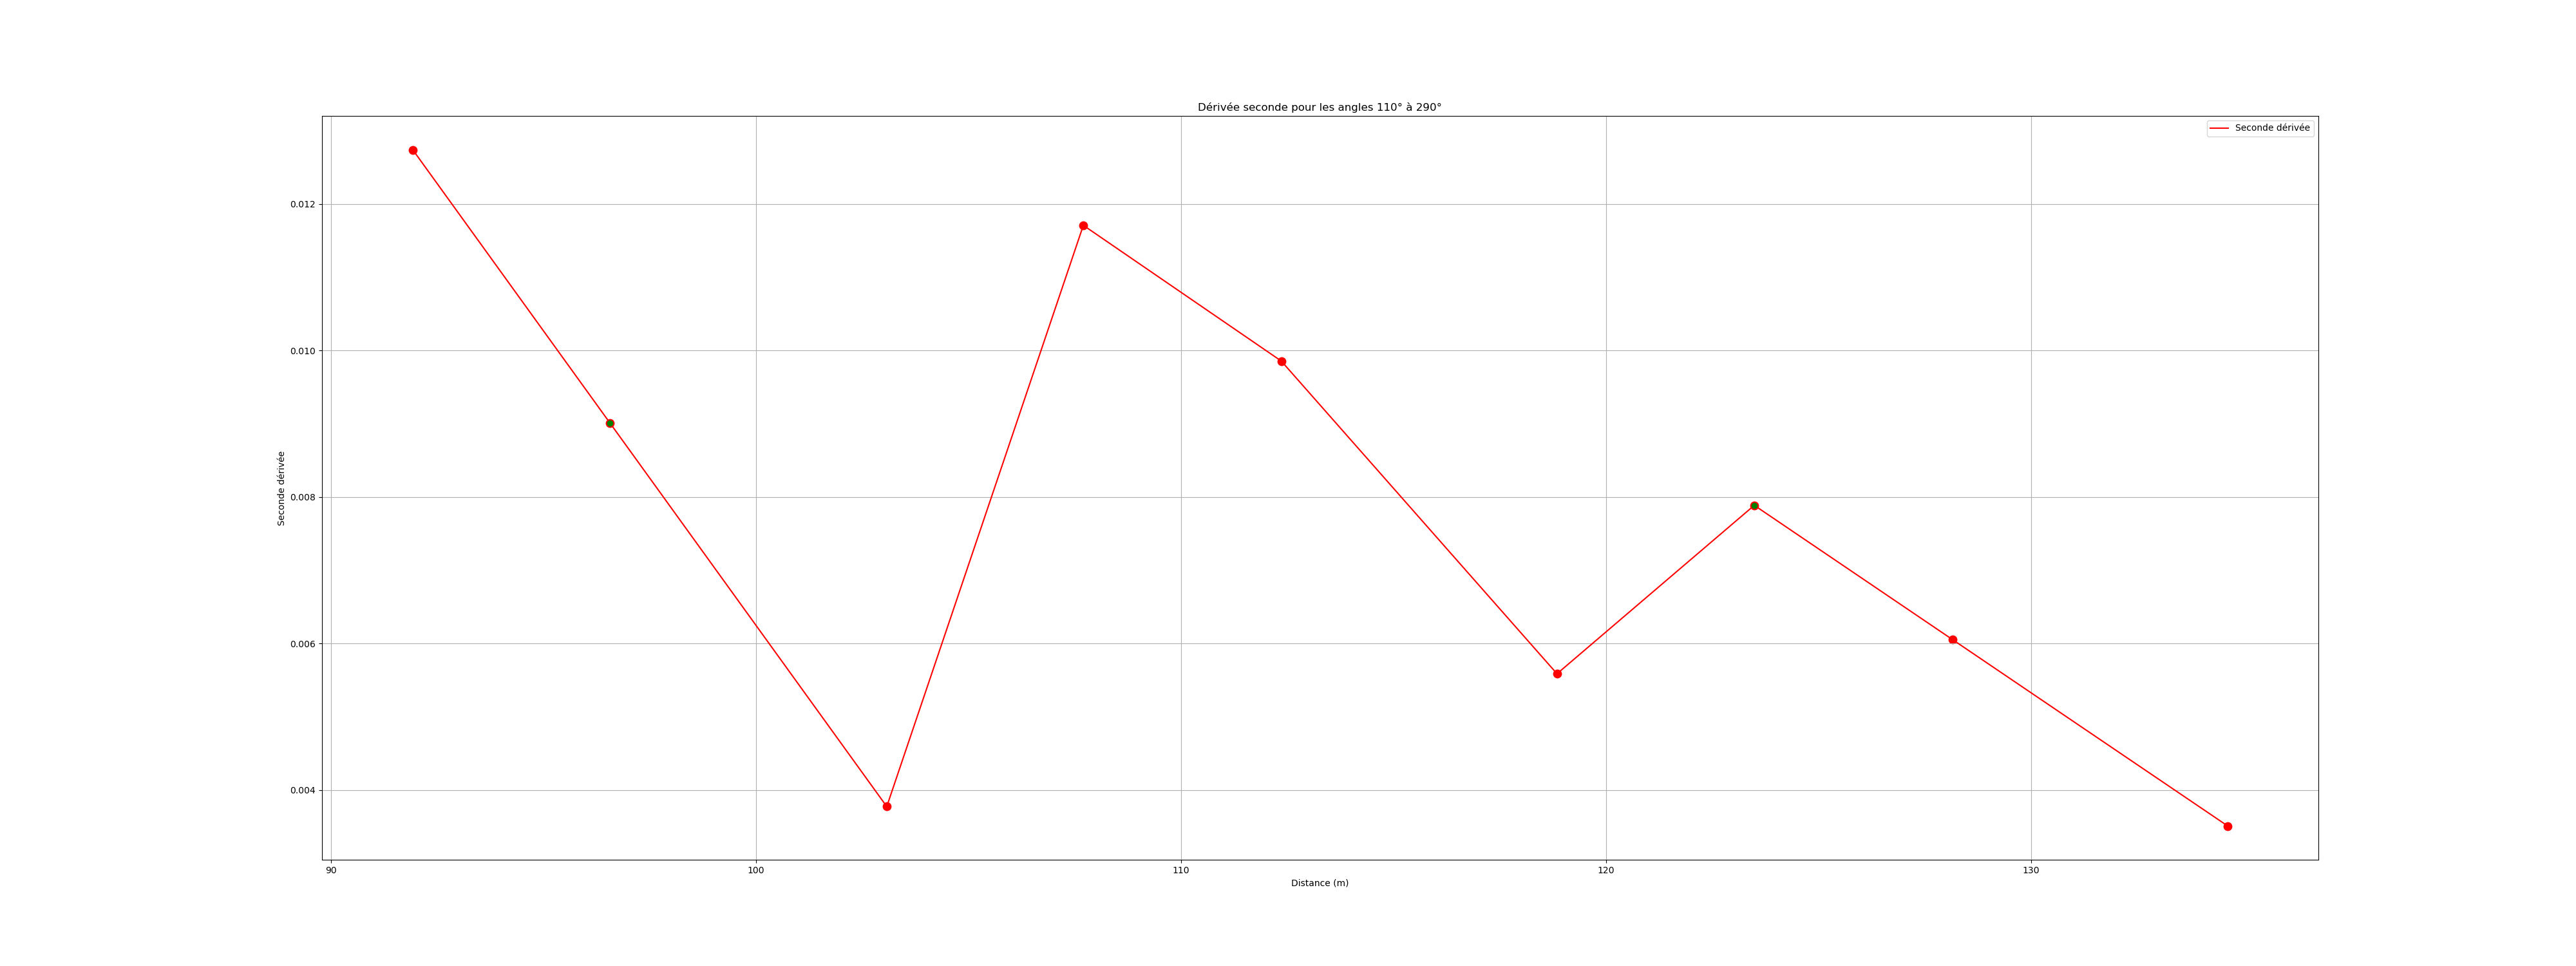 Dérivée seconde pour les angles 110° à 290°
Seconde dérivée
0.012
0.010
0.008
0.006
0.004
Seconde dérivée
90 100 110 120 130
Distance (m)